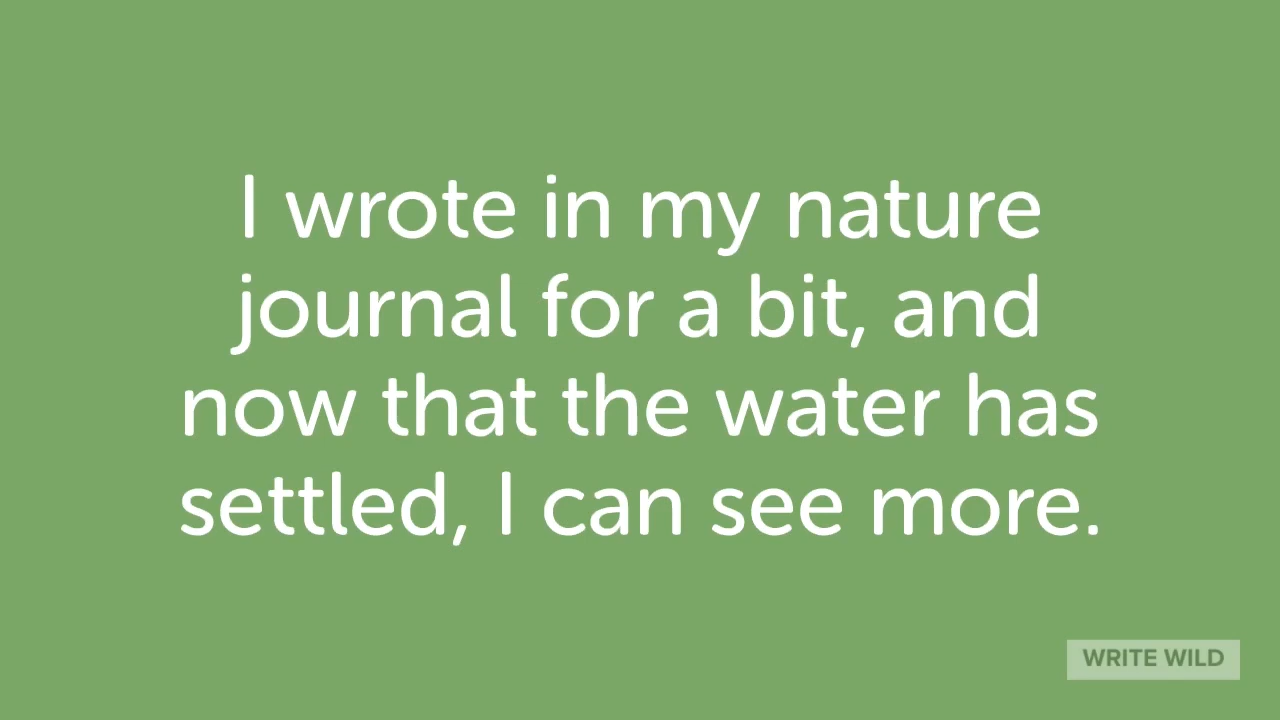 I wrote in my nature
journal for a bit, and
now that the water has
settled, I can see more.
WRITE WILD